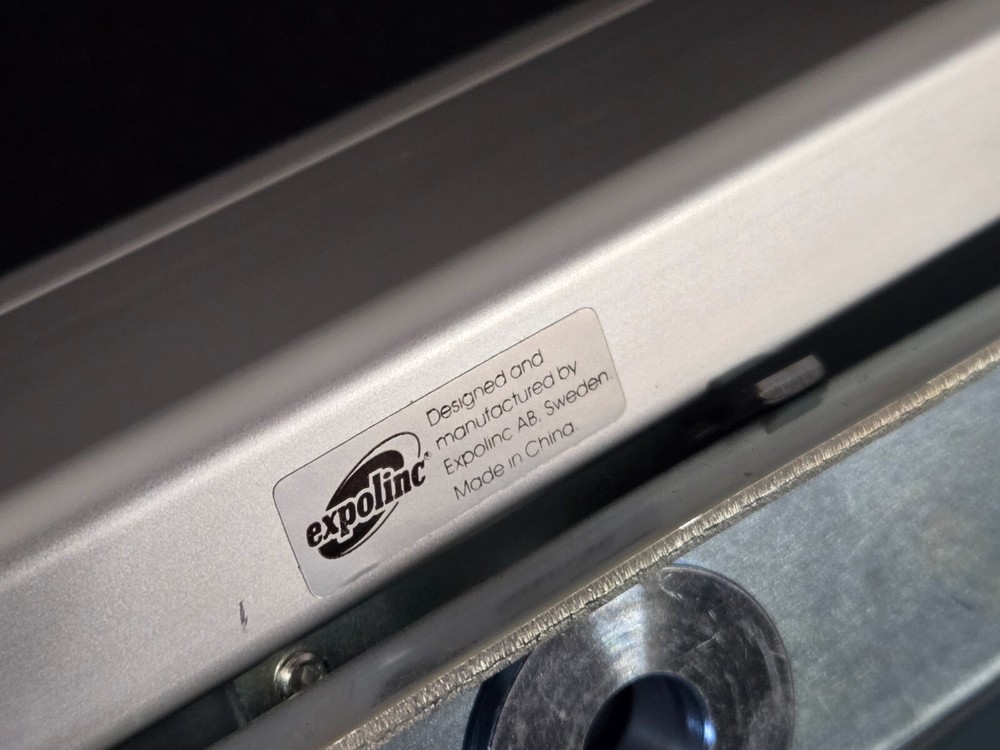 expolinc®
Designed and
manufactured by
Expolinc AB, Sweden.
Made in China.